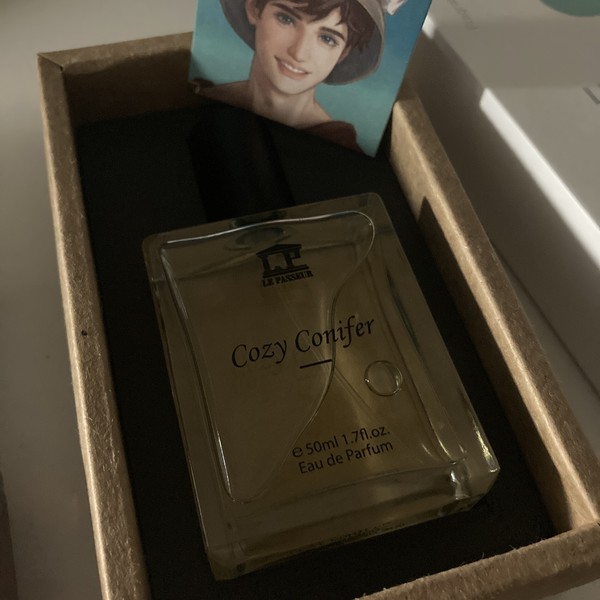 LP
LE PASSEUR
Cozy Conifer
e 50ml 1.7fl.oz.
Eau de Parfum